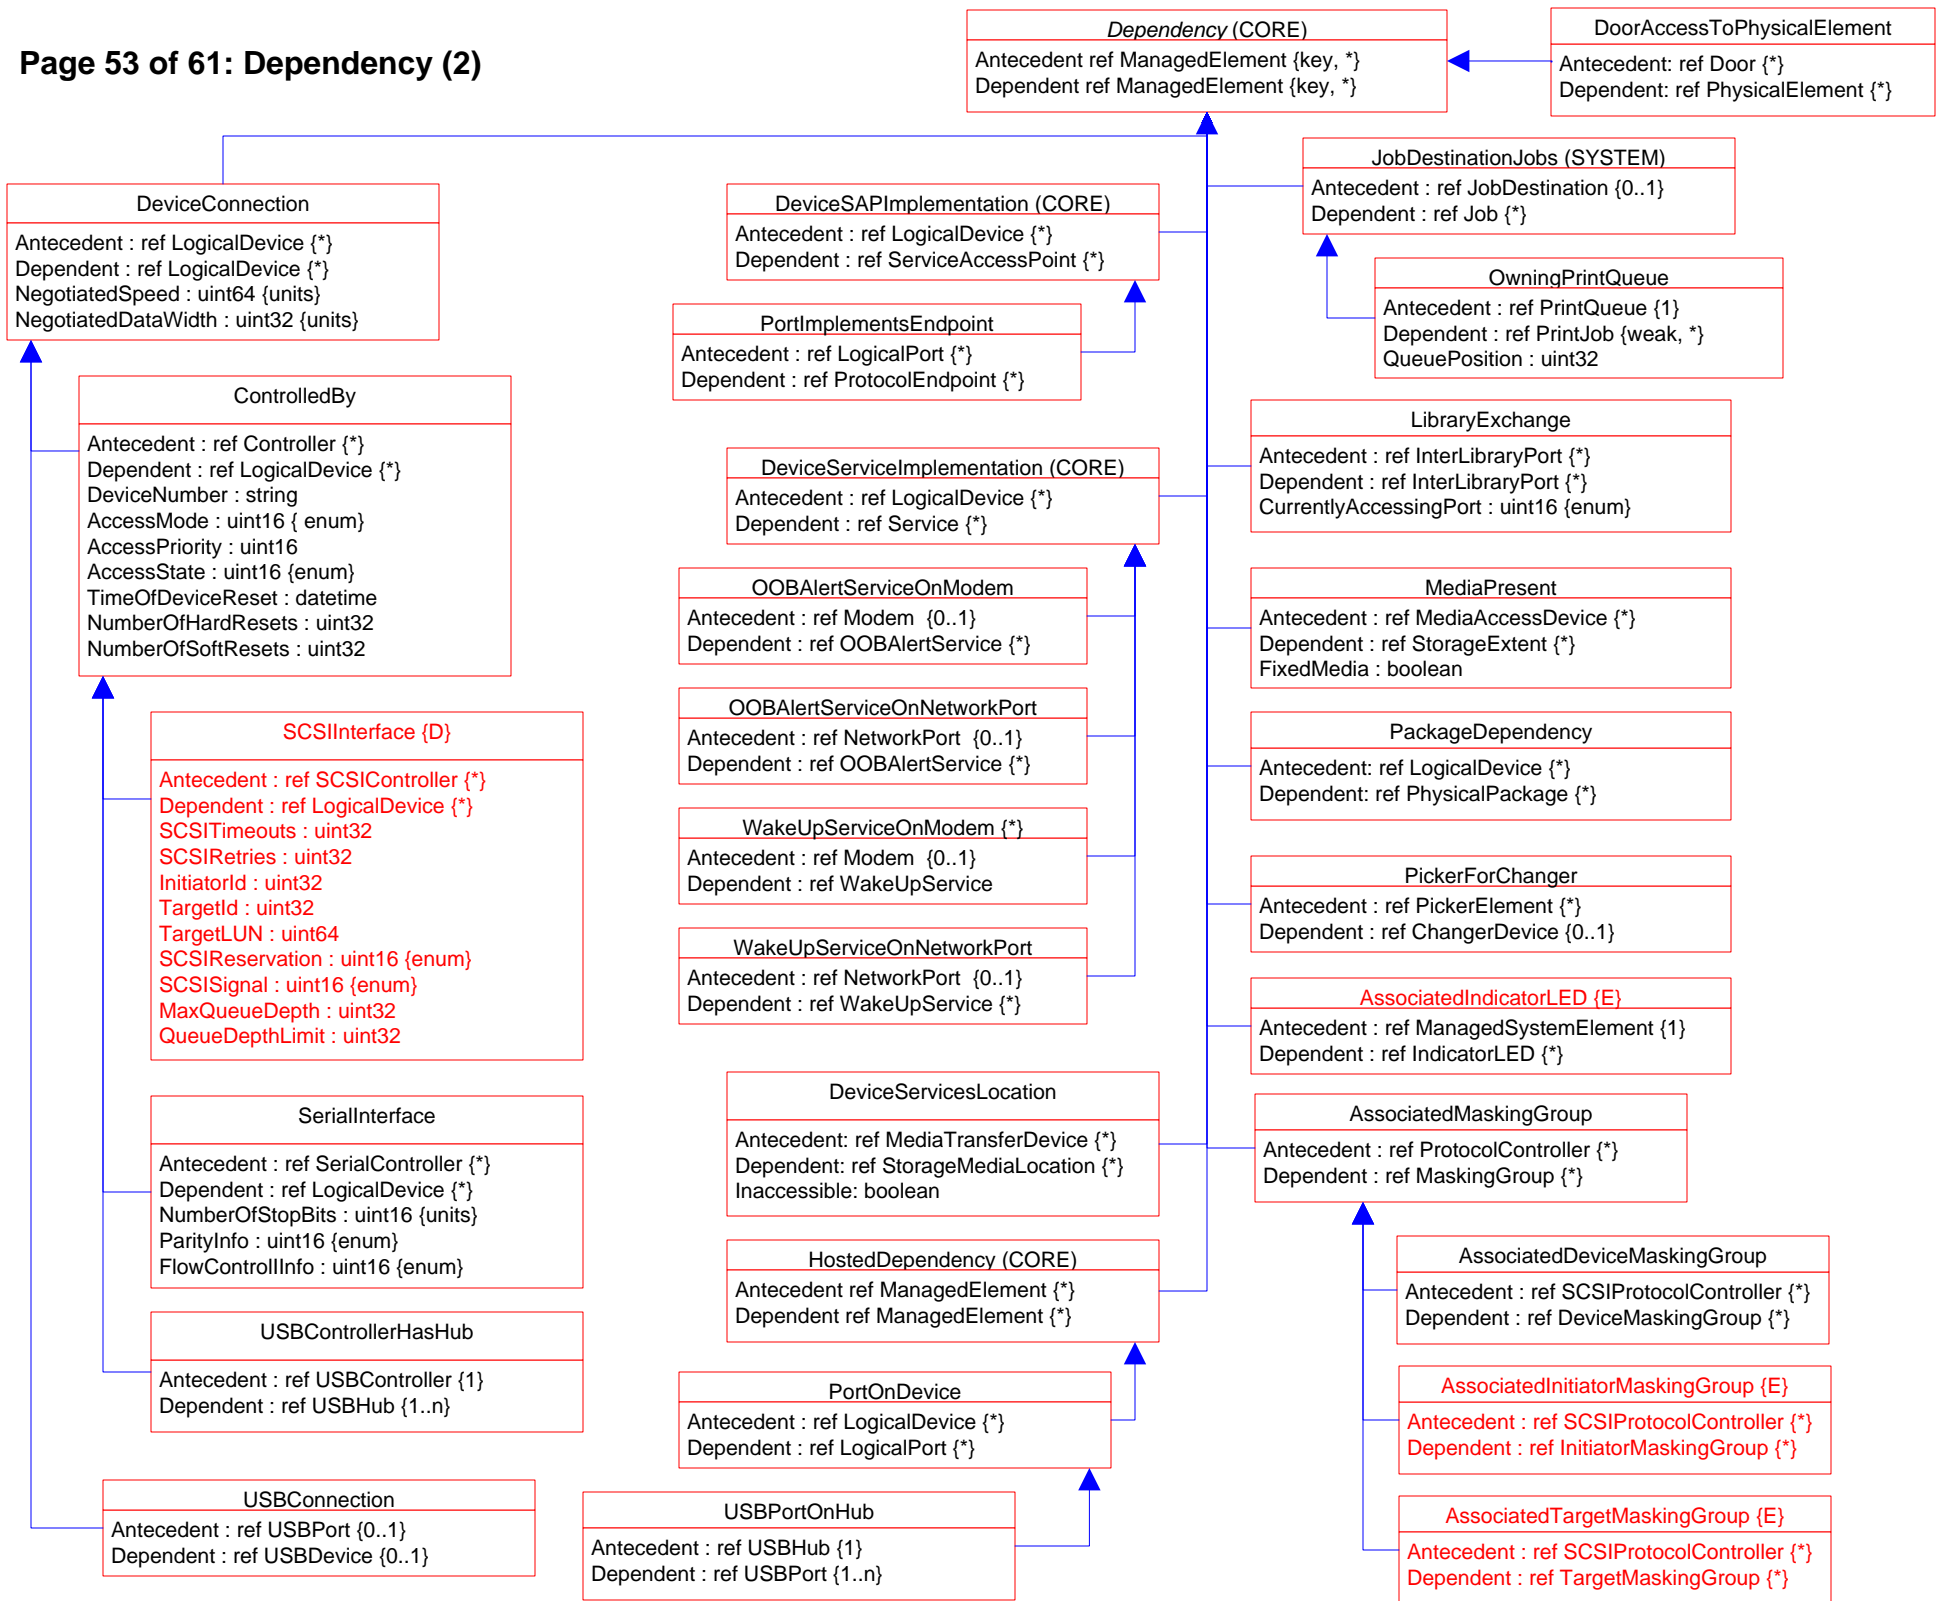 Page 53 of 61: Dependency (2)
Dependency (CORE)
Antecedent ref ManagedElement {key, *}
Dependent ref ManagedElement {key, *}
DoorAccessToPhysicalElement
Antecedent: ref Door {*}
Dependent: ref PhysicalElement {*}
DeviceConnection
Antecedent : ref LogicalDevice {*}
Dependent : ref LogicalDevice {*}
NegotiatedSpeed : uint64 {units}
NegotiatedDataWidth : uint32 {units}
ControlledBy
Antecedent : ref Controller {*}
Dependent : ref LogicalDevice {*}
DeviceNumber : string
AccessMode : uint16 { enum}
AccessPriority : uint16
AccessState : uint16 {enum}
TimeOfDeviceReset : datetime
NumberOfHardResets : uint32
NumberOfSoftResets : uint32
SCSIInterface {D}
Antecedent : ref SCSIController {*}
Dependent : ref LogicalDevice {*}
SCSITimeouts : uint32
SCSIRetries : uint32
InitiatorId : uint32
TargetId : uint32
TargetLUN : uint64
SCSIReservation : uint16 {enum}
SCSISignal : uint16 {enum}
MaxQueueDepth : uint32
QueueDepthLimit : uint32
SerialInterface
Antecedent : ref SerialController {*}
Dependent : ref LogicalDevice {*}
NumberOfStopBits : uint16 {units}
ParityInfo : uint16 {enum}
FlowControlInfo : uint16 {enum}
USBControllerHasHub
Antecedent : ref USBController {1}
Dependent : ref USBHub {1..n}
USBConnection
Antecedent : ref USBPort {0..1}
Dependent : ref USBDevice {0..1}
DeviceSAPImplementation (CORE)
Antecedent : ref LogicalDevice {*}
Dependent : ref ServiceAccessPoint {*}
PortImplementsEndpoint
Antecedent : ref LogicalPort {*}
Dependent : ref ProtocolEndpoint {*}
DeviceServiceImplementation (CORE)
Antecedent : ref LogicalDevice {*}
Dependent : ref Service {*}
OOBAlertServiceOnModem
Antecedent : ref Modem  {0..1}
Dependent : ref OOBAlertService {*}
OOBAlertServiceOnNetworkPort
Antecedent : ref NetworkPort  {0..1}
Dependent : ref OOBAlertService {*}
WakeUpServiceOnModem {*}
Antecedent : ref Modem  {0..1}
Dependent : ref WakeUpService
WakeUpServiceOnNetworkPort
Antecedent : ref NetworkPort  {0..1}
Dependent : ref WakeUpService {*}
DeviceServicesLocation
Antecedent: ref MediaTransferDevice {*}
Dependent: ref StorageMediaLocation {*}
Inaccessible: boolean
HostedDependency (CORE)
Antecedent ref ManagedElement {*}
Dependent ref ManagedElement {*}
PortOnDevice
Antecedent : ref LogicalDevice {*}
Dependent : ref LogicalPort {*}
USBPortOnHub
Antecedent : ref USBHub {1}
Dependent : ref USBPort {1..n}
JobDestinationJobs (SYSTEM)
Antecedent : ref JobDestination {0..1}
Dependent : ref Job {*}
OwningPrintQueue
Antecedent : ref PrintQueue {1}
Dependent : ref PrintJob {weak, *}
QueuePosition : uint32
LibraryExchange
Antecedent : ref InterLibraryPort {*}
Dependent : ref InterLibraryPort {*}
CurrentlyAccessingPort : uint16 {enum}
MediaPresent
Antecedent : ref MediaAccessDevice {*}
Dependent : ref StorageExtent {*}
FixedMedia : boolean
PackageDependency
Antecedent: ref LogicalDevice {*}
Dependent: ref PhysicalPackage {*}
PickerForChanger
Antecedent : ref PickerElement {*}
Dependent : ref ChangerDevice {0..1}
AssociatedIndicatorLED {E}
Antecedent : ref ManagedSystemElement {1}
Dependent : ref IndicatorLED {*}
AssociatedMaskingGroup
Antecedent : ref ProtocolController {*}
Dependent : ref MaskingGroup {*}
AssociatedDeviceMaskingGroup
Antecedent : ref SCSIProtocolController {*}
Dependent : ref DeviceMaskingGroup {*}
AssociatedInitiatorMaskingGroup {E}
Antecedent : ref SCSIProtocolController {*}
Dependent : ref InitiatorMaskingGroup {*}
AssociatedTargetMaskingGroup {E}
Antecedent : ref SCSIProtocolController {*}
Dependent : ref TargetMaskingGroup {*}